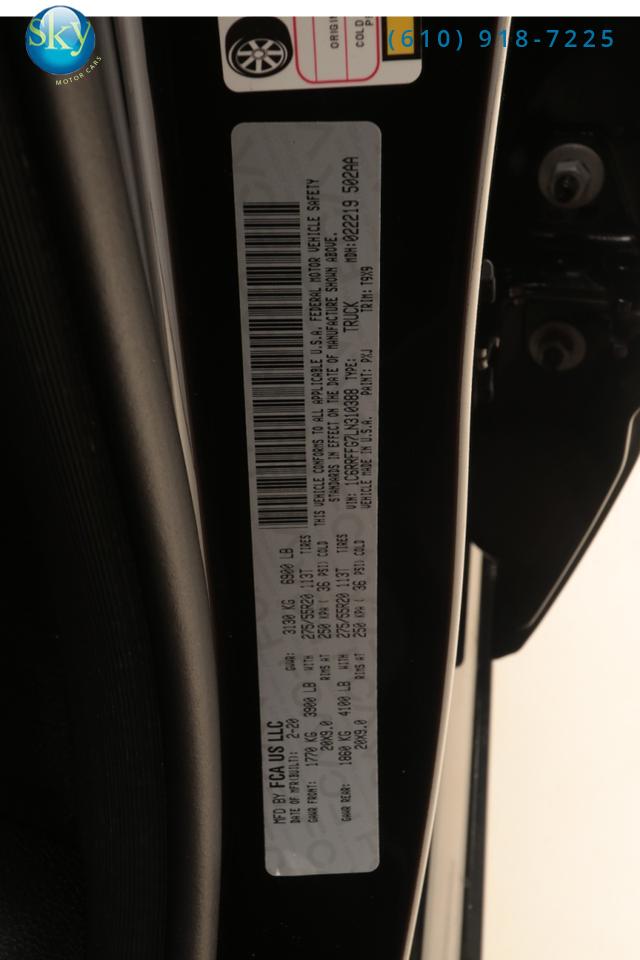 Sky
MOTOR CARS
(610) 918-7225
ORIGI
COLD
MFD BY FCA US LLC
DATE OF MFR(BUILT): 2-20 GVWR: 3130 KG 6900 LB
GAWR FRONT: 1770 KG 3900 LB WITH 275/55R20 113T TIRES
20X9.0 RIMS AT 250 KPA ( 36 PSI) COLD
GAWR REAR: 1860 KG 4100 LB WITH 275/55R20 113T TIRES
20X9.0 RIMS AT 250 KPA ( 36 PSI) COLD
THIS VEHICLE CONFORMS TO ALL APPLICABLE U.S.A. FEDERAL MOTOR VEHICLE SAFETY
STANDARDS IN EFFECT ON THE DATE OF MANUFACTURE SHOWN ABOVE.
VIN: 1C6RREFG7LN310388 TYPE: TRUCK MDH:022219 502AA
VEHICLE MADE IN U.S.A. PAINT: PXJ TRIM: T9X9